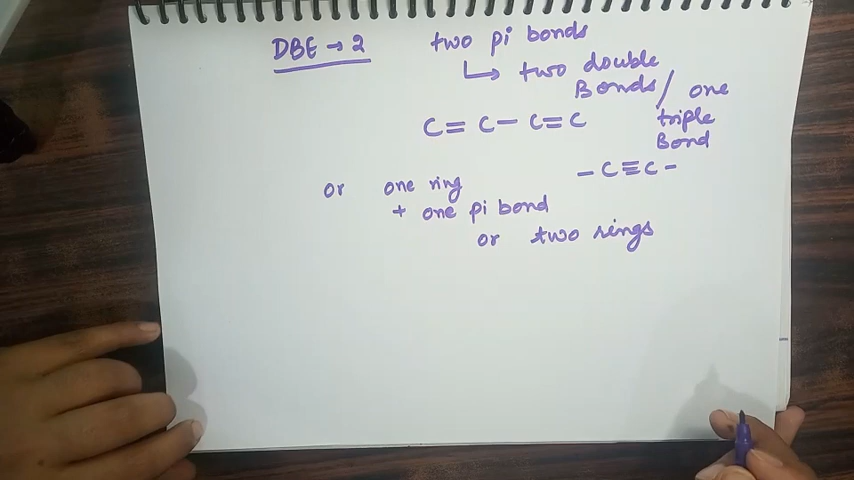 DBE → 2 two pi bonds
↳ two double
Bonds / one
triple
Bond
C = C – C = C
– C ≡ C –
or one ring
+ one pi bond
or two rings